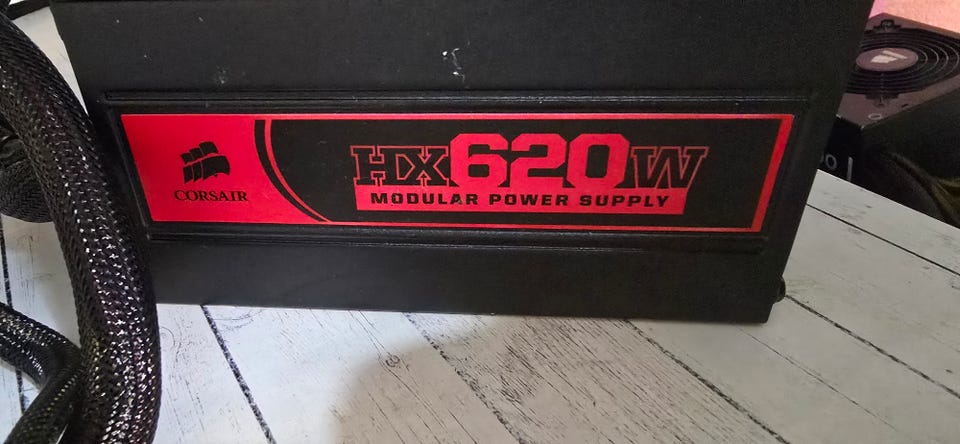 CORSAIR
HX620W
MODULAR POWER SUPPLY